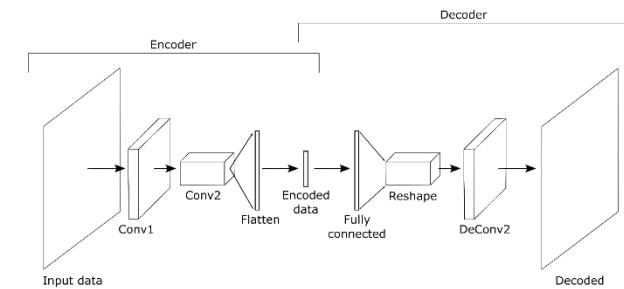 Decoder
Encoder
Input data
Conv1
Conv2
Flatten
Encoded
data
Fully
connected
Reshape
DeConv2
Decoded